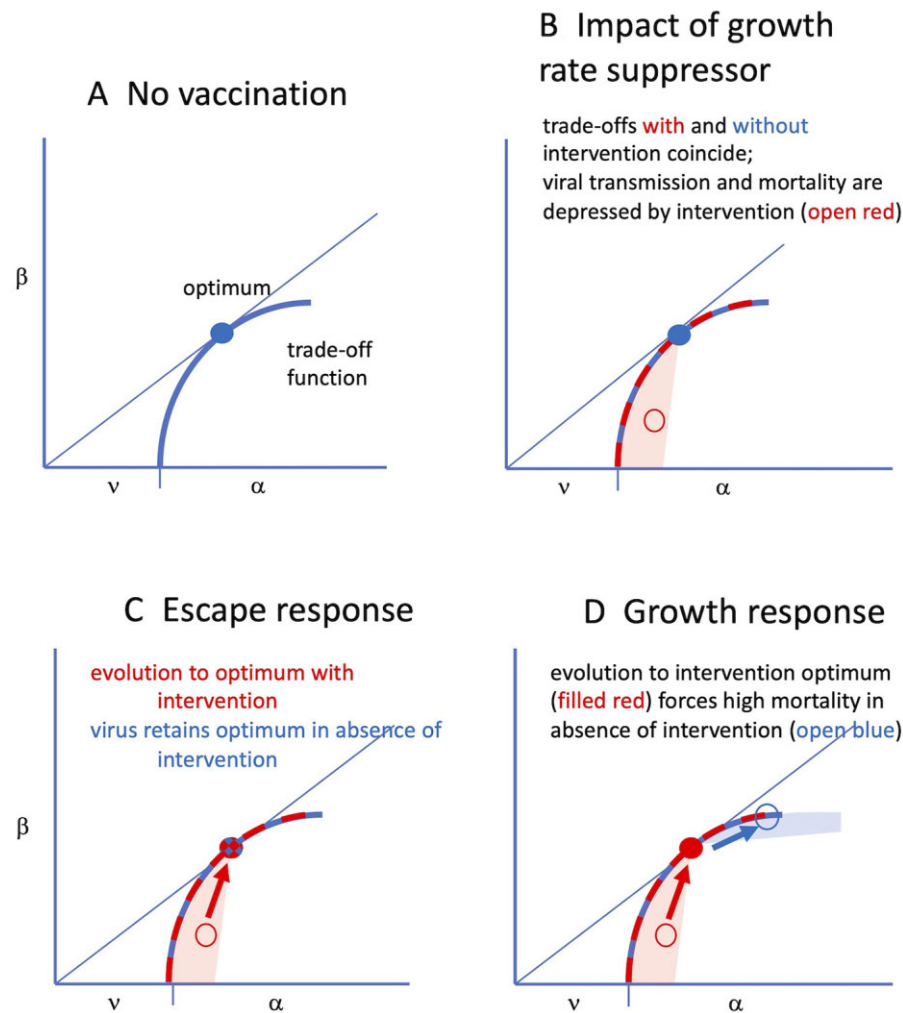 A No vaccination
β
optimum
trade-off
function
ν
α
B Impact of growth
rate suppressor
trade-offs with and without
intervention coincide;
viral transmission and mortality are
depressed by intervention (open red)
ν
α
C Escape response
evolution to optimum with
intervention
virus retains optimum in absence of
intervention
β
ν
α
D Growth response
evolution to intervention optimum
(filled red) forces high mortality in
absence of intervention (open blue)
ν
α